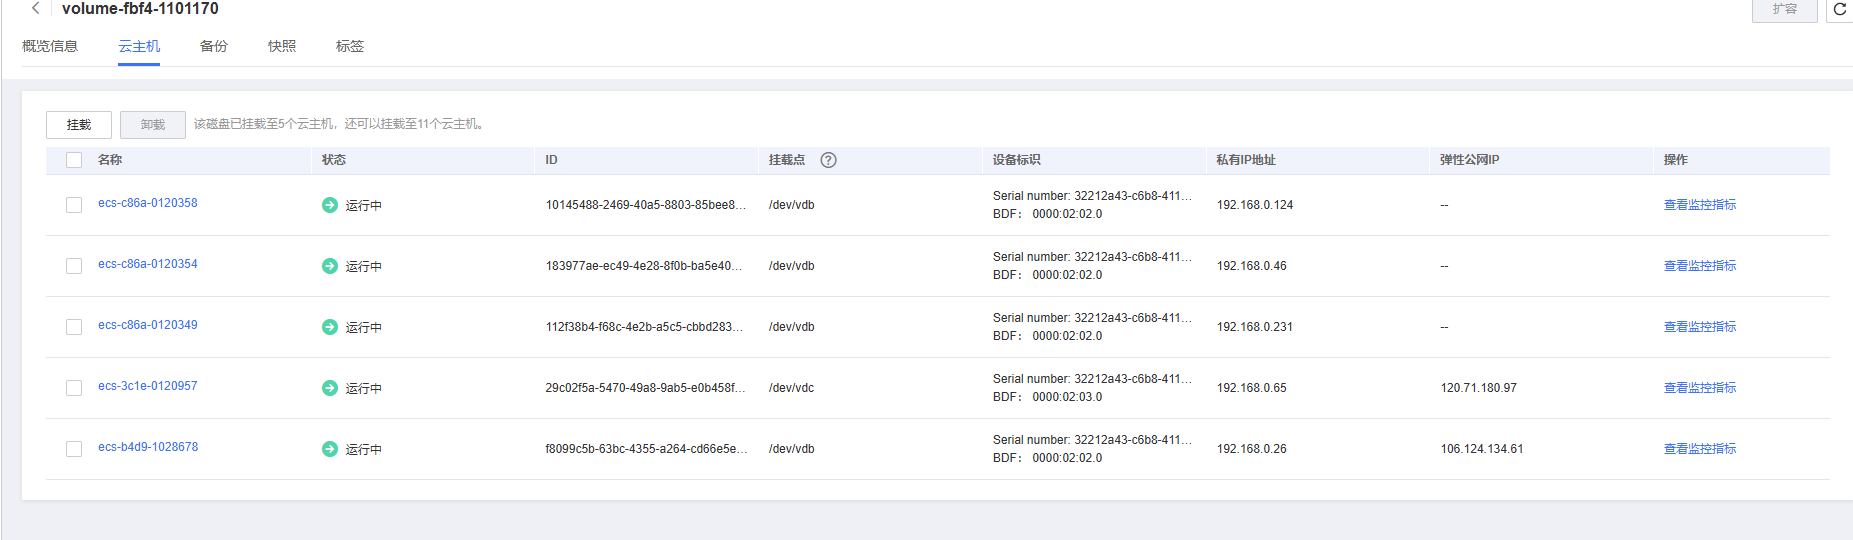 volume-fbf4-1101170
扩容
概览信息 云主机 备份 快照 标签
挂载 卸载 该磁盘已挂载至5个云主机，还可以挂载至11个云主机。
名称 状态 ID 挂载点 ? 设备标识 私有IP地址 弹性公网IP 操作
ecs-c86a-0120358 运行中 10145488-2469-40a5-8803-85bee8... /dev/vdb Serial number: 32212a43-c6b8-411... 192.168.0.124 -- 查看监控指标
BDF： 0000:02:02.0
ecs-c86a-0120354 运行中 183977ae-ec49-4e28-8f0b-ba5e40... /dev/vdb Serial number: 32212a43-c6b8-411... 192.168.0.46 -- 查看监控指标
BDF： 0000:02:02.0
ecs-c86a-0120349 运行中 112f38b4-f68c-4e2b-a5c5-cbbd283... /dev/vdb Serial number: 32212a43-c6b8-411... 192.168.0.231 -- 查看监控指标
BDF： 0000:02:02.0
ecs-3c1e-0120957 运行中 29c02f5a-5470-49a8-9ab5-e0b458f... /dev/vdc Serial number: 32212a43-c6b8-411... 192.168.0.65 120.71.180.97 查看监控指标
BDF： 0000:02:03.0
ecs-b4d9-1028678 运行中 f8099c5b-63bc-4355-a264-cd66e5e... /dev/vdb Serial number: 32212a43-c6b8-411... 192.168.0.26 106.124.134.61 查看监控指标
BDF： 0000:02:02.0